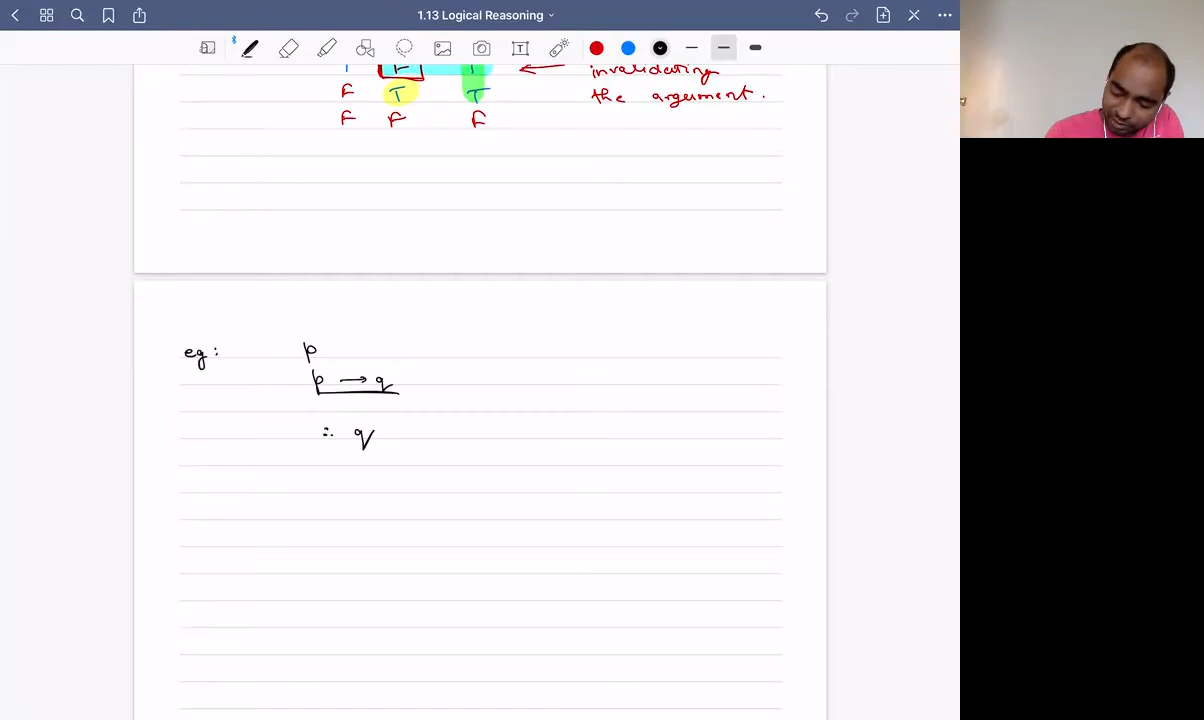 1.13 Logical Reasoning
T
F T invalidating
F T T the argument.
F F F
eg: p
p → q
∴ q